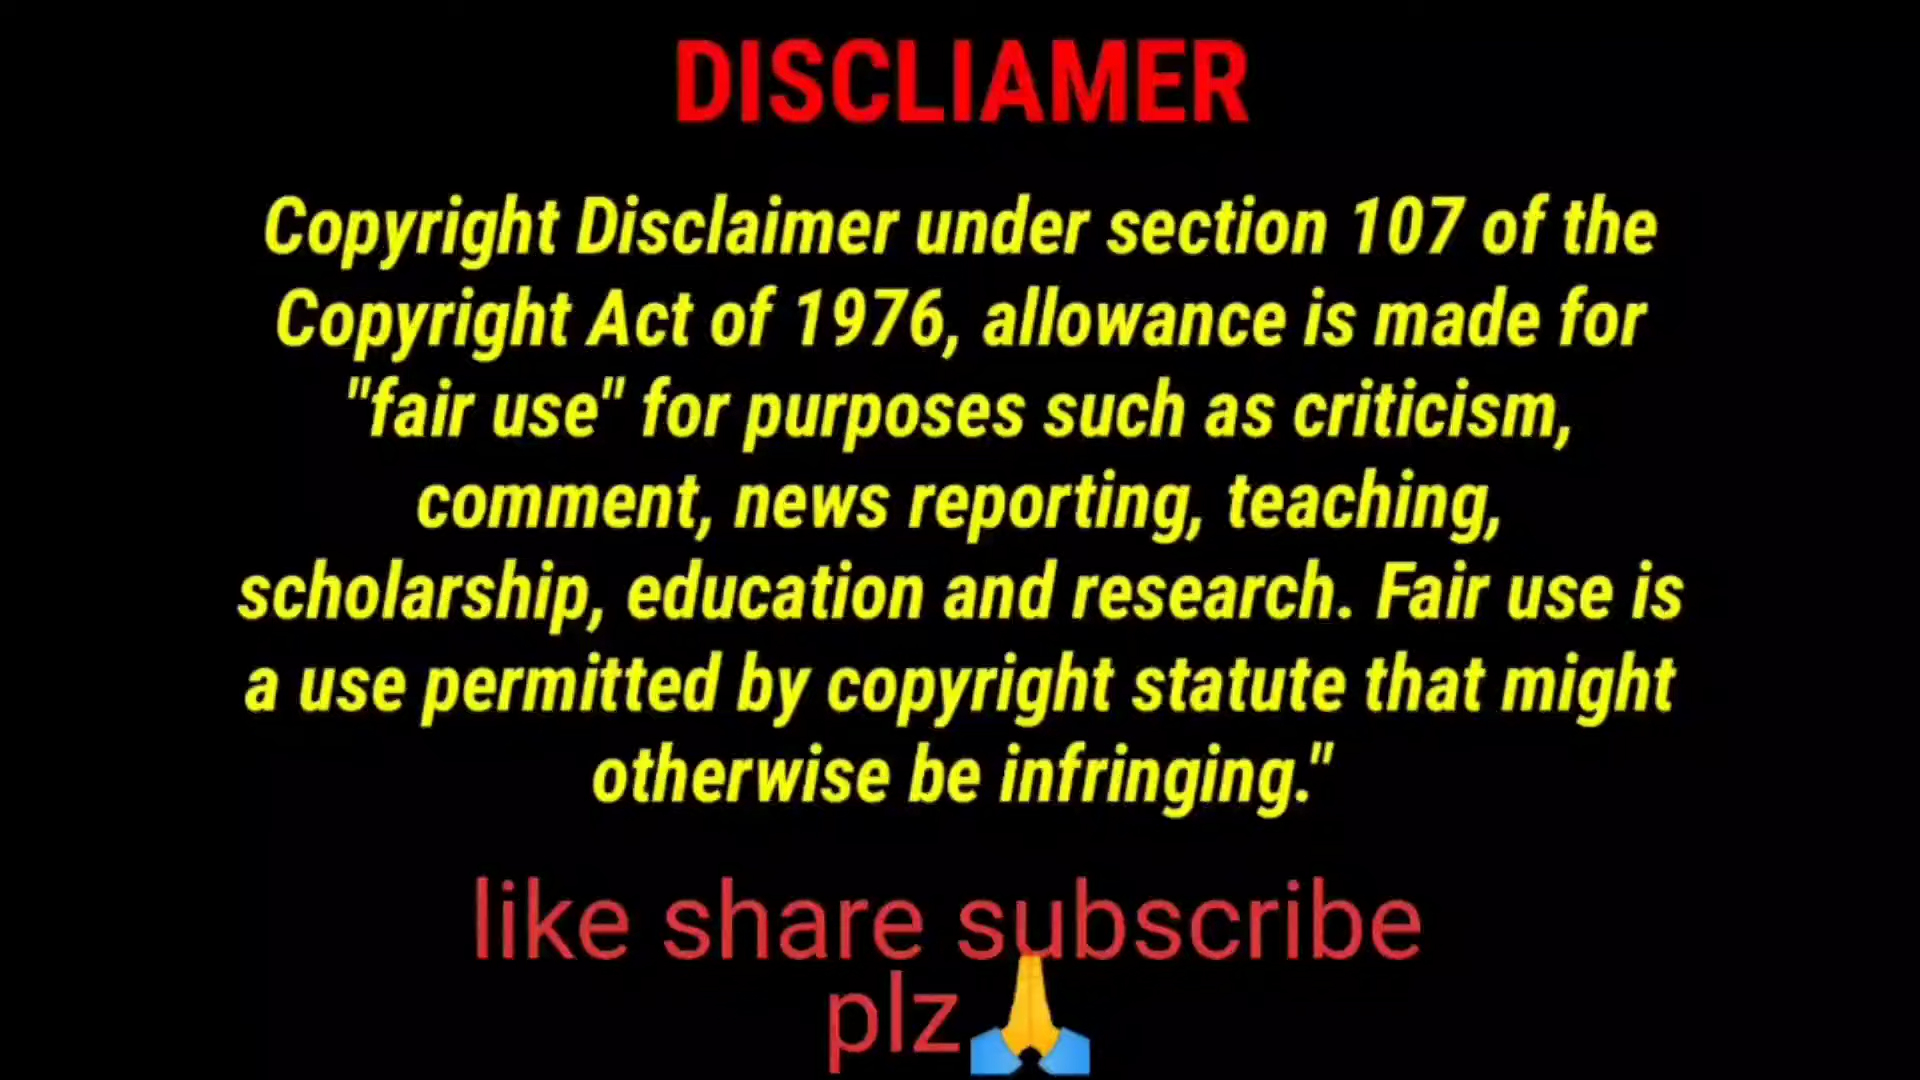 DISCLIAMER
Copyright Disclaimer under section 107 of the
Copyright Act of 1976, allowance is made for
"fair use" for purposes such as criticism,
comment, news reporting, teaching,
scholarship, education and research. Fair use is
a use permitted by copyright statute that might
otherwise be infringing."
like share subscribe
plz🙏